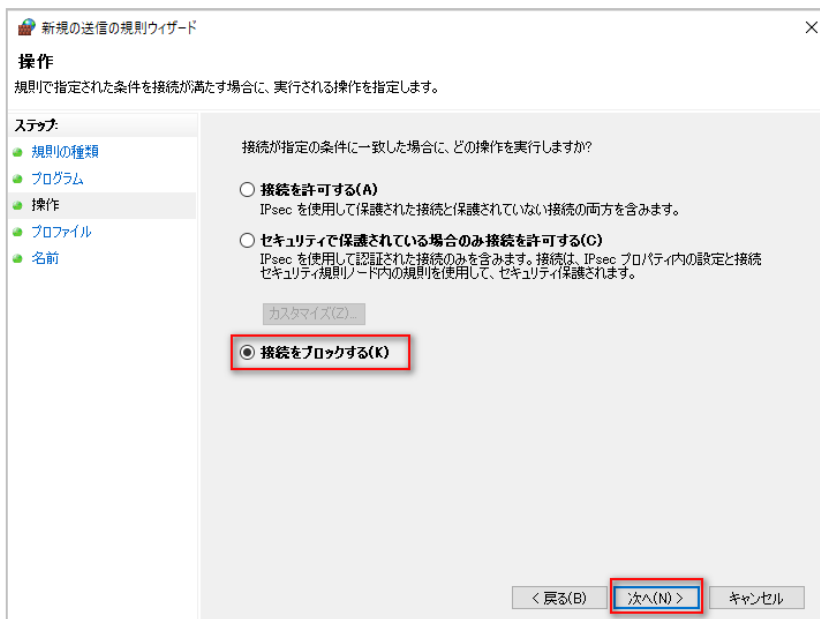 新規の送信の規則ウィザード
操作
規則で指定された条件を接続が満たす場合に、実行される操作を指定します。
ステップ:
規則の種類
プログラム
操作
プロファイル
名前
接続が指定の条件に一致した場合に、どの操作を実行しますか?
接続を許可する(A)
IPsec を使用して保護された接続と保護されていない接続の両方を含みます。
セキュリティで保護されている場合のみ接続を許可する(C)
IPsec を使用して認証された接続のみを含みます。接続は、IPsec プロパティ内の設定と接続
セキュリティ規則ノード内の規則を使用して、セキュリティ保護されます。
カスタマイズ(Z)...
接続をブロックする(K)
< 戻る(B)
次へ(N) >
キャンセル